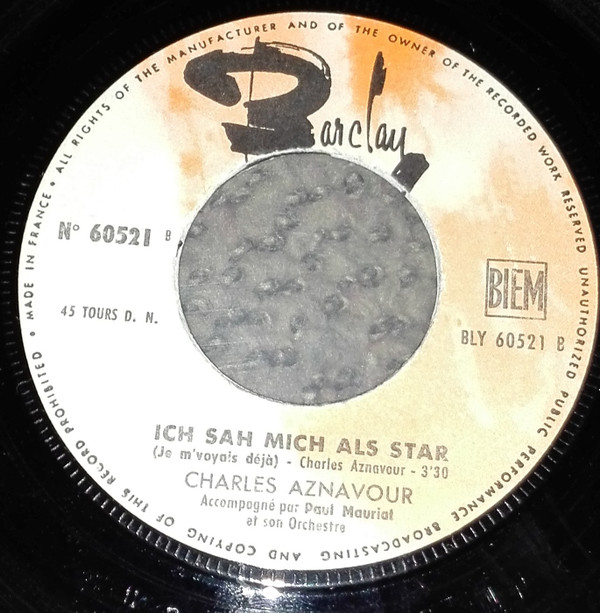 • ALL RIGHTS OF THE MANUFACTURER AND OF THE OWNER OF THE RECORDED WORK RESERVED UNAUTHORIZED PUBLIC PERFORMANCE BROADCASTING AND COPYING OF THIS RECORD PROHIBITED • MADE IN FRANCE
Barclay
N° 60521 B
45 TOURS D. N.
BIEM
BLY 60521 B
ICH SAH MICH ALS STAR
(Je m'voyais déjà) - Charles Aznavour - 3'30
CHARLES AZNAVOUR
Accompagné par Paul Mauriat
et son Orchestre